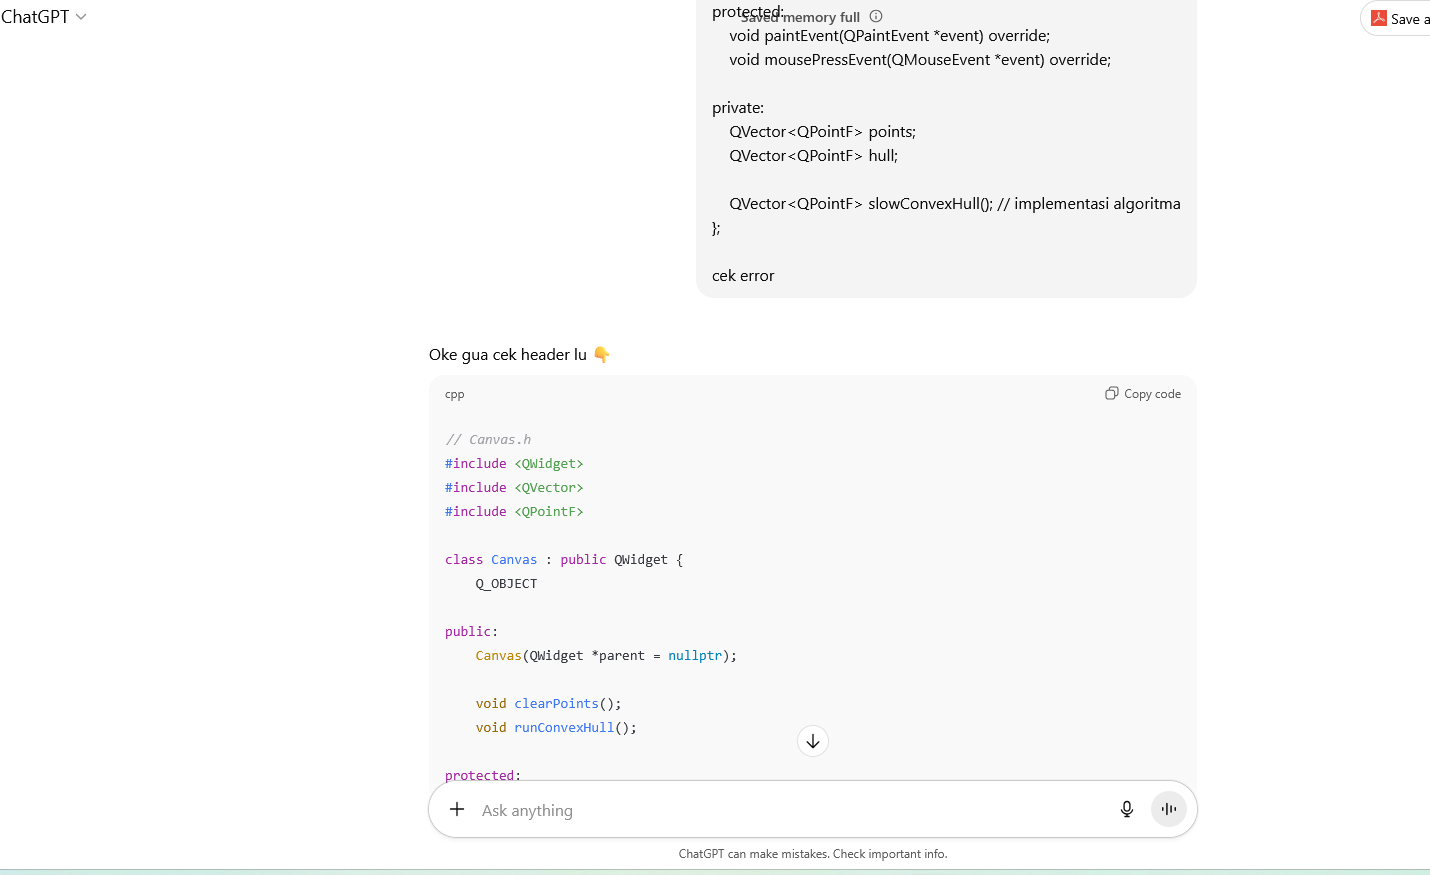 ChatGPT
protected:
Saved memory full
Save a
void paintEvent(QPaintEvent *event) override;
void mousePressEvent(QMouseEvent *event) override;
private:
QVector<QPointF> points;
QVector<QPointF> hull;
QVector<QPointF> slowConvexHull(); // implementasi algoritma
};
cek error
Oke gua cek header lu 👇
cpp
Copy code
// Canvas.h
#include <QWidget>
#include <QVector>
#include <QPointF>
class Canvas : public QWidget {
Q_OBJECT
public:
Canvas(QWidget *parent = nullptr);
void clearPoints();
void runConvexHull();
protected:
Ask anything
ChatGPT can make mistakes. Check important info.